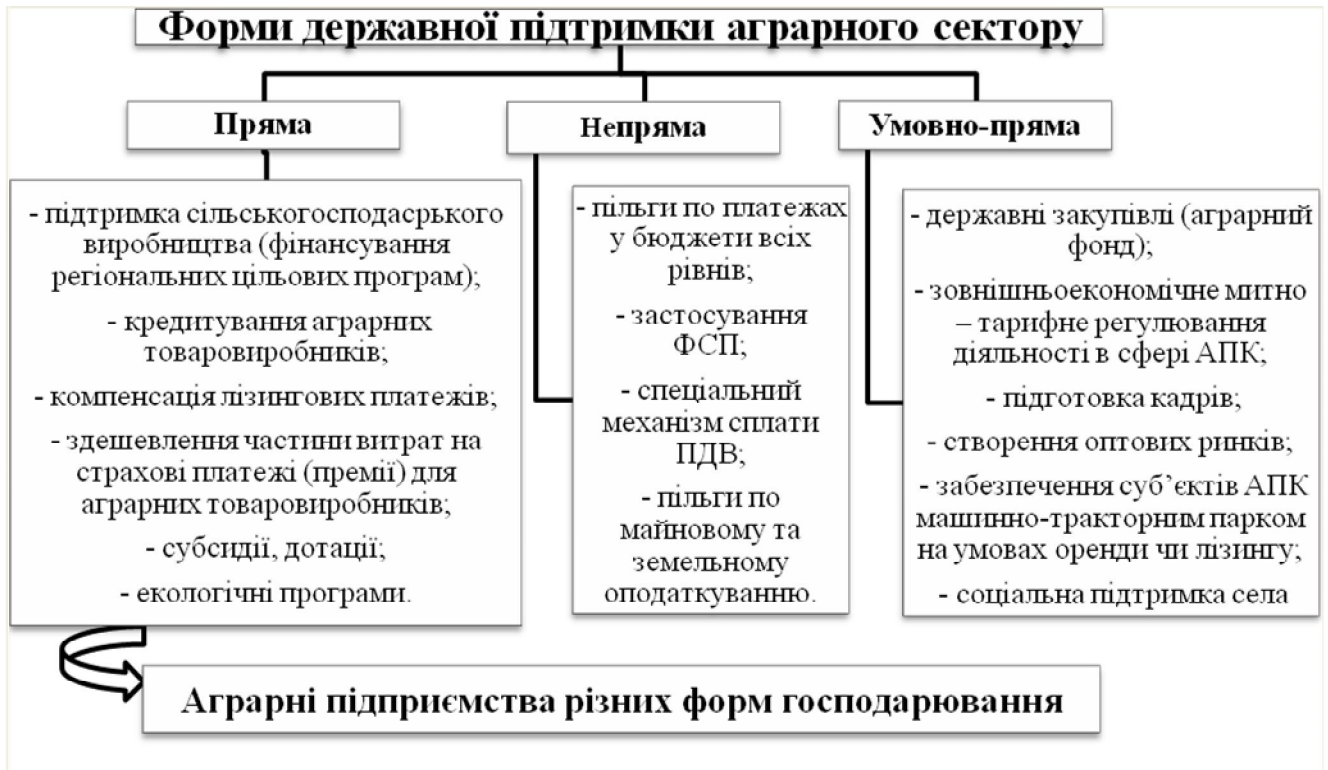 Форми державної підтримки аграрного сектору
Пряма
Непряма
Умовно-пряма
- підтримка сільськогосподасрького
виробництва (фінансування
регіональних цільових програм);
- кредитування аграрних
товаровиробників;
- компенсація лізингових платежів;
- здешевлення частини витрат на
страхові платежі (премії) для
аграрних товаровиробників;
- субсидії, дотації;
- екологічні програми.
- пільги по платежах
у бюджети всіх
рівнів;
- застосування
ФСП;
- спеціальний
механізм сплати
ПДВ;
- пільги по
майновому та
земельному
оподаткуванню.
- державні закупівлі (аграрний
фонд);
- зовнішньоекономічне митно
– тарифне регулювання
діяльності в сфері АПК;
- підготовка кадрів;
- створення оптових ринків;
- забезпечення суб’єктів АПК
машинно-тракторним парком
на умовах оренди чи лізингу;
- соціальна підтримка села
Аграрні підприємства різних форм господарювання